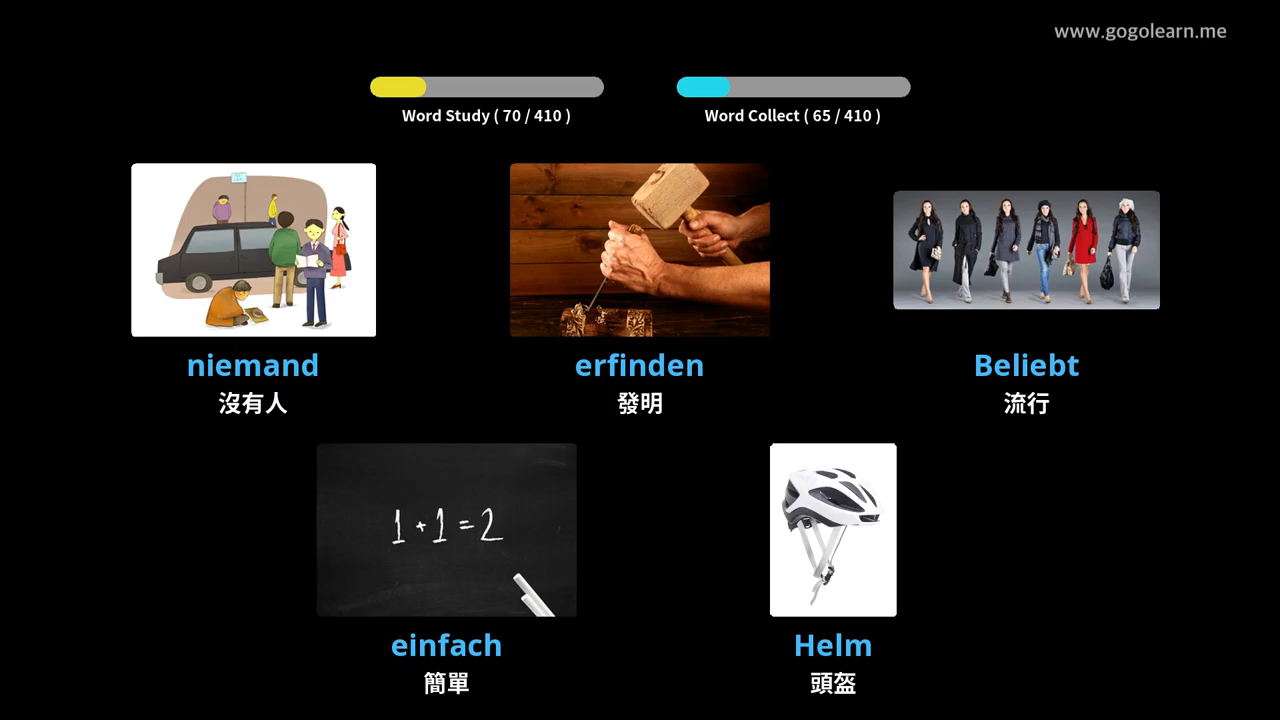 www.gogolearn.me
Word Study ( 70 / 410 )
Word Collect ( 65 / 410 )
niemand
沒有人
erfinden
發明
Beliebt
流行
1 + 1 = 2
einfach
簡單
Helm
頭盔